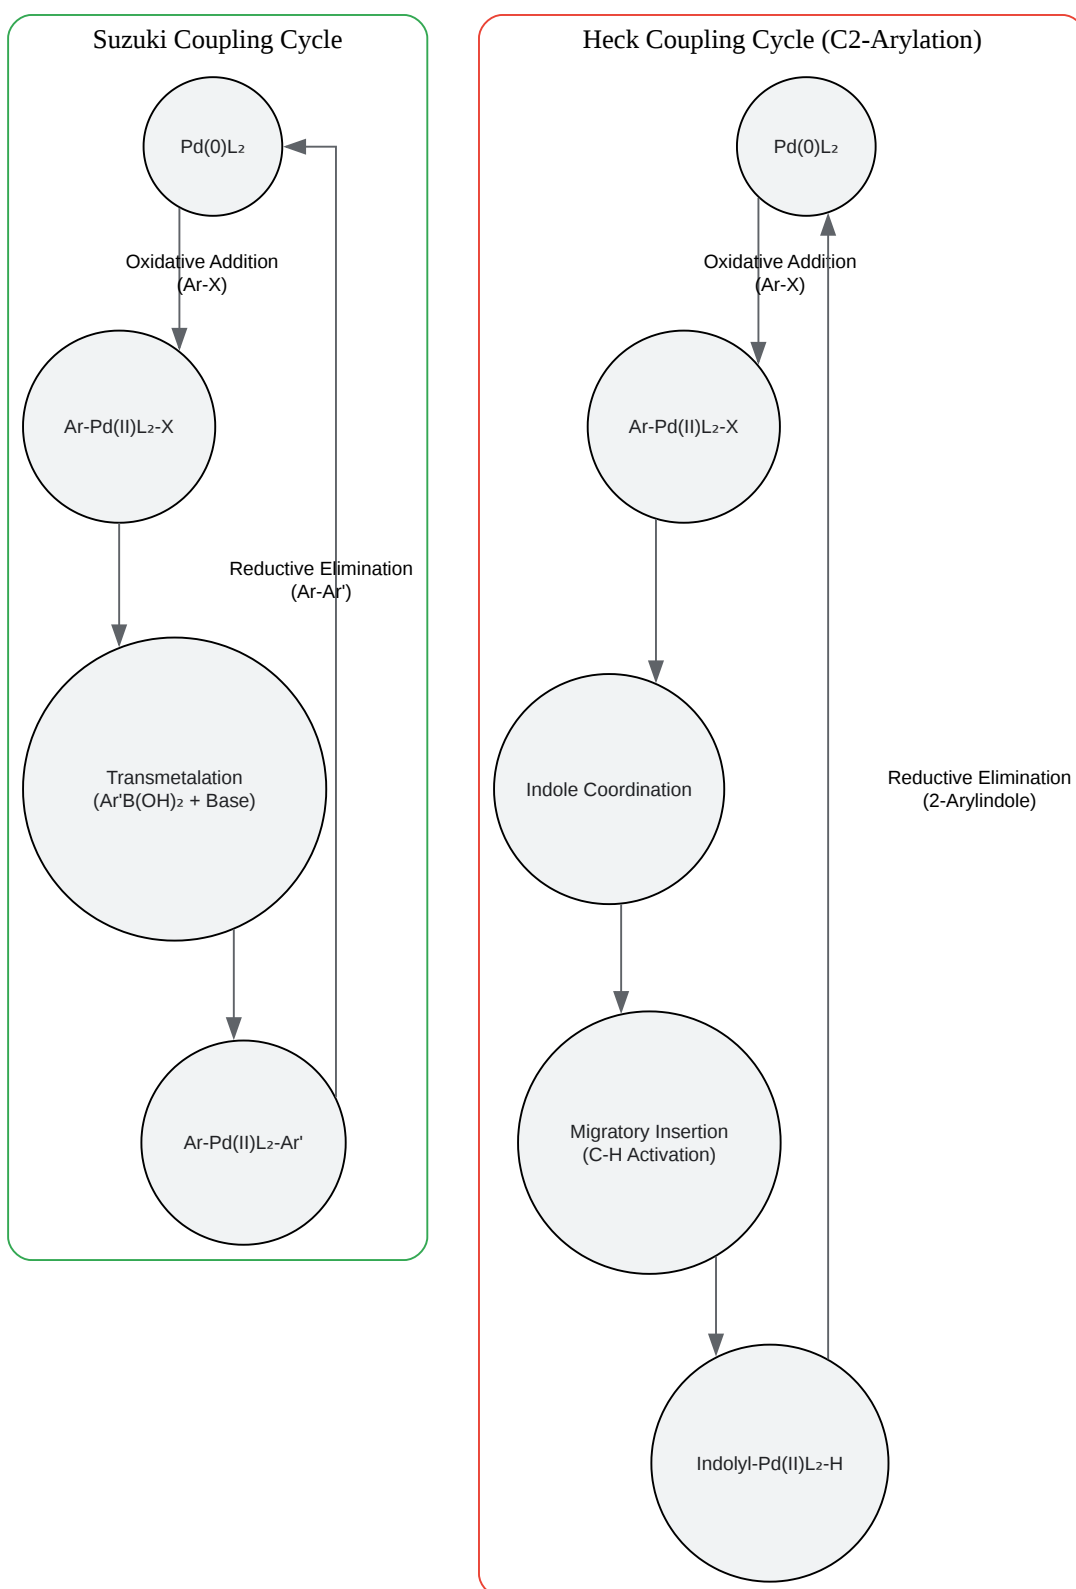 Suzuki Coupling Cycle
Pd(0)L₂
Oxidative Addition
(Ar-X)
Ar-Pd(II)L₂-X
Reductive Elimination
(Ar-Ar')
Transmetalation
(Ar'B(OH)₂ + Base)
Ar-Pd(II)L₂-Ar'
Heck Coupling Cycle (C2-Arylation)
Pd(0)L₂
Oxidative Addition
(Ar-X)
Ar-Pd(II)L₂-X
Indole Coordination
Reductive Elimination
(2-Arylindole)
Migratory Insertion
(C-H Activation)
Indolyl-Pd(II)L₂-H